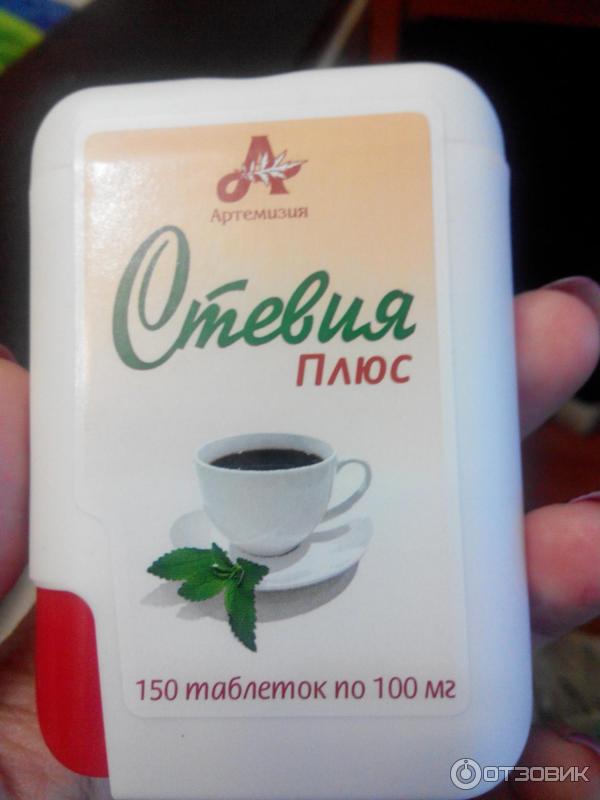 Артемизия
Стевия
Плюс
150 таблеток по 100 мг
ОТЗОВИК